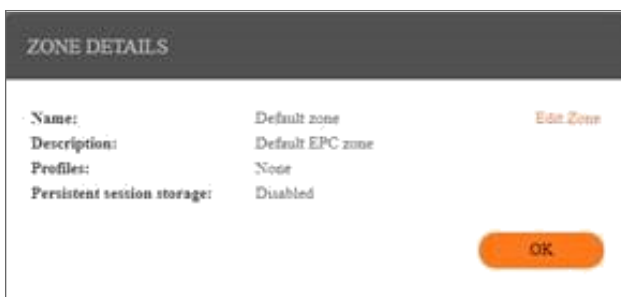 ZONE DETAILS
Name: Default zone Edit Zone
Description: Default EPC zone
Profiles: None
Persistent session storage: Disabled
OK